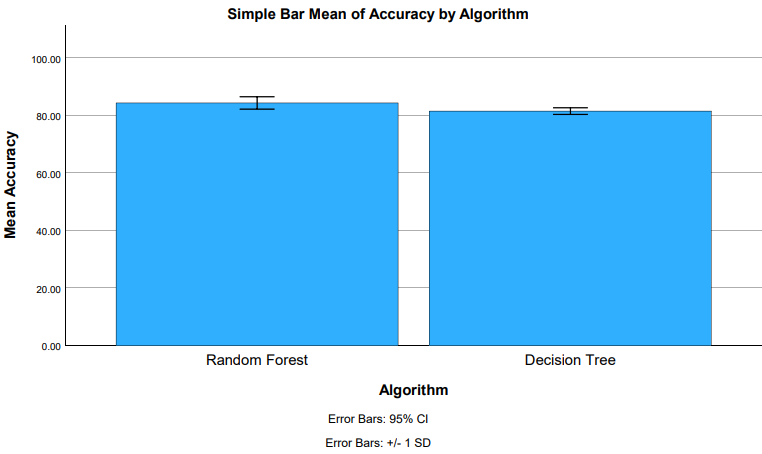 Simple Bar Mean of Accuracy by Algorithm
Mean Accuracy
100.00
80.00
60.00
40.00
20.00
0.00
Random Forest
Decision Tree
Algorithm
Error Bars: 95% CI
Error Bars: +/- 1 SD